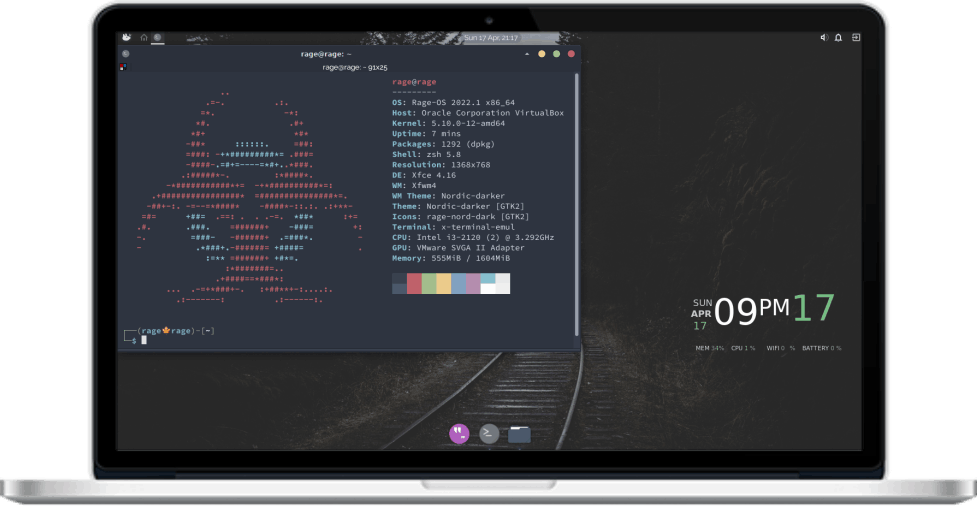 Sun 17 Apr, 21:17
rage@rage: ~
rage@rage: ~ 91x25
rage@rage
---------
OS: Rage-OS 2022.1 x86_64
Host: Oracle Corporation VirtualBox
Kernel: 5.10.0-12-amd64
Uptime: 7 mins
Packages: 1292 (dpkg)
Shell: zsh 5.8
Resolution: 1368x768
DE: Xfce 4.16
WM: Xfwm4
WM Theme: Nordic-darker
Theme: Nordic-darker [GTK2]
Icons: rage-nord-dark [GTK2]
Terminal: x-terminal-emul
CPU: Intel i3-2120 (2) @ 3.292GHz
GPU: VMware SVGA II Adapter
Memory: 555MiB / 1604MiB
(rage🍁rage)-[~]
$
SUN
APR
17
09PM17
MEM 34% CPU 1 % WIFI 0 % BATTERY 0 %